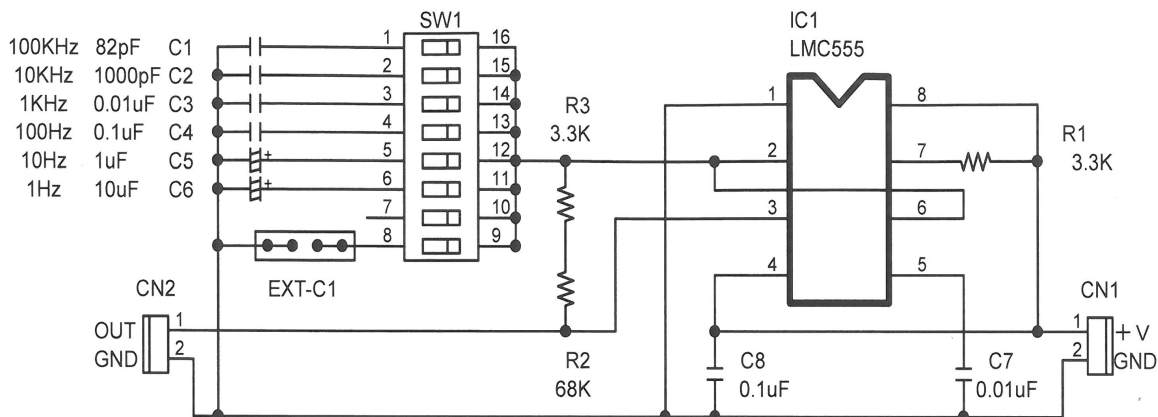 SW1
IC1
LMC555
100KHz 82pF C1
10KHz 1000pF C2
1KHz 0.01uF C3
100Hz 0.1uF C4
10Hz 1uF C5 +
1Hz 10uF C6 +
1 16
2 15
3 14
4 13
5 12
6 11
7 10
8 9
EXT-C1
R3
3.3K
R2
68K
1 8
2 7
3 6
4 5
R1
3.3K
CN2
OUT 1
GND 2
C8
0.1uF
C7
0.01uF
CN1
1 +V
2 GND